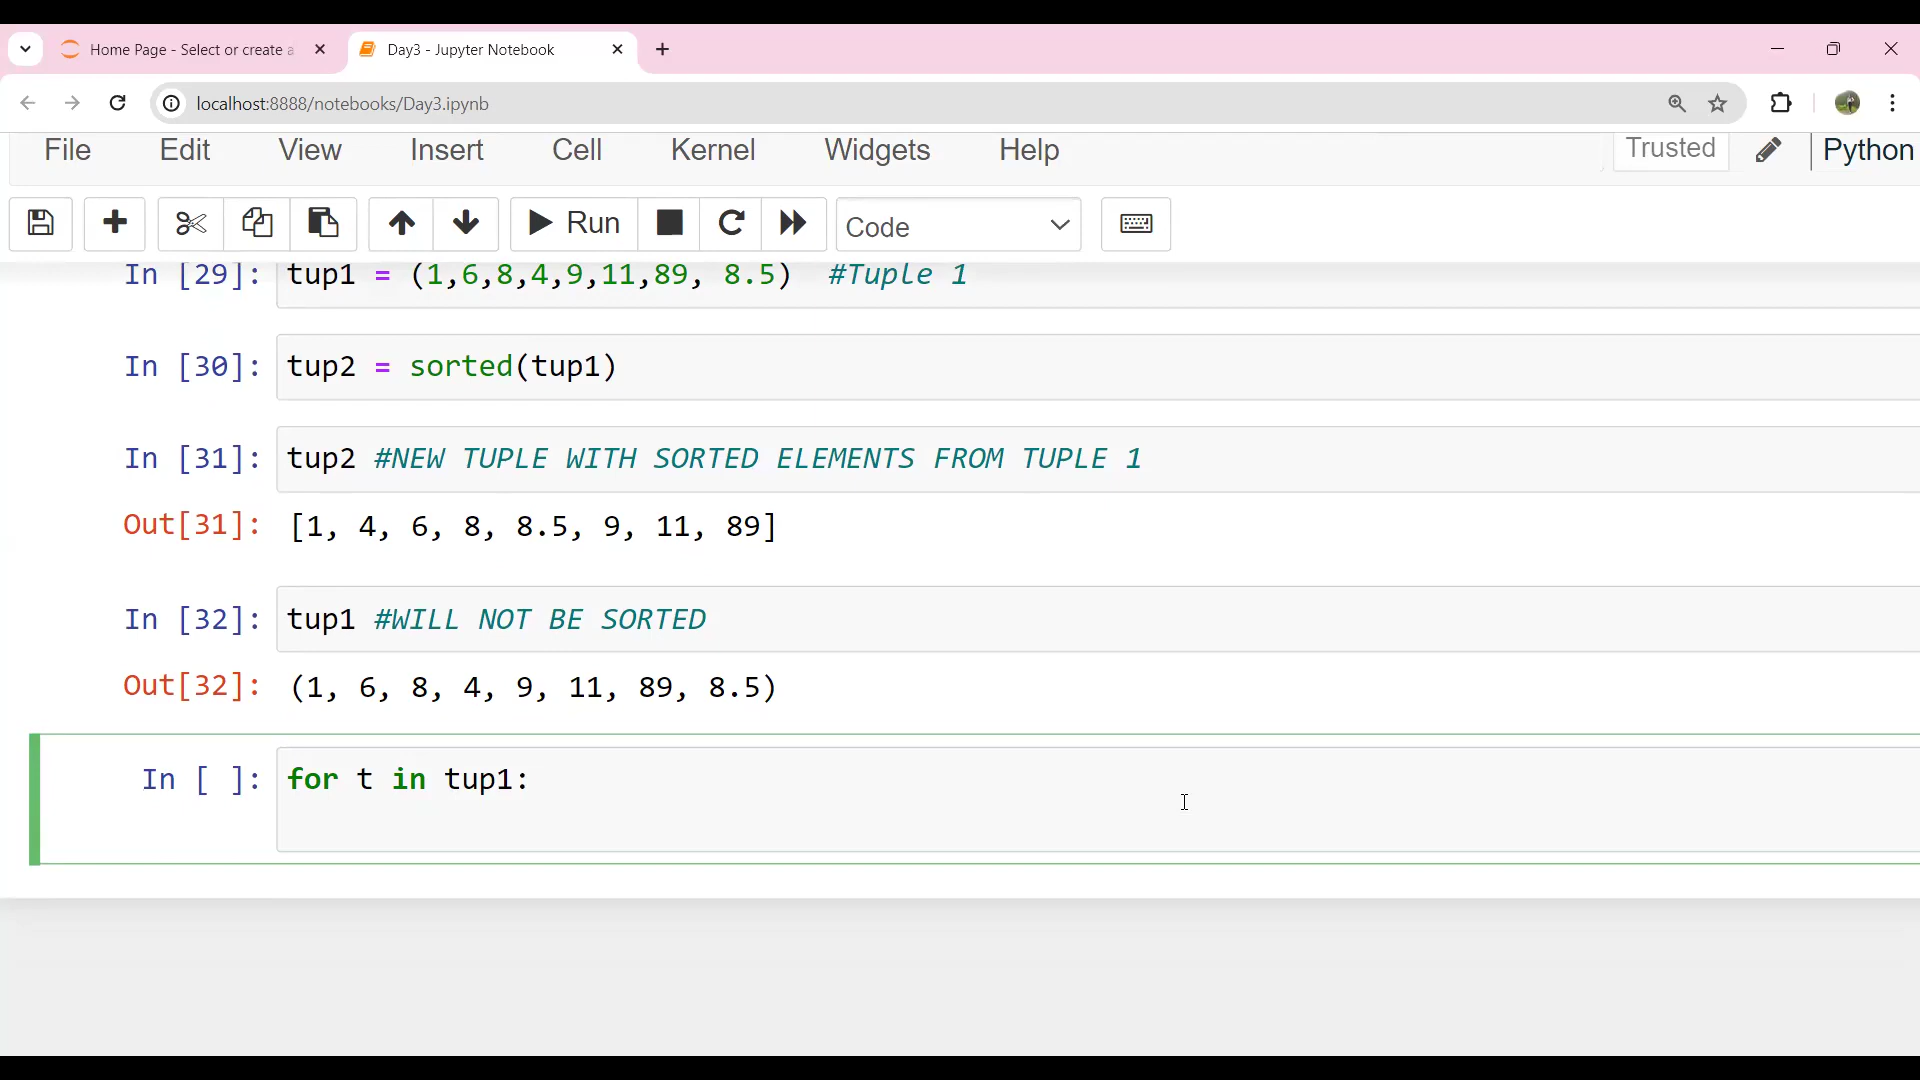 Home Page - Select or create a
Day3 - Jupyter Notebook
localhost:8888/notebooks/Day3.ipynb
File Edit View Insert Cell Kernel Widgets Help Trusted Python
Run Code
In [29]: tup1 = (1,6,8,4,9,11,89, 8.5)  #Tuple 1
In [30]: tup2 = sorted(tup1)
In [31]: tup2 #NEW TUPLE WITH SORTED ELEMENTS FROM TUPLE 1
Out[31]: [1, 4, 6, 8, 8.5, 9, 11, 89]
In [32]: tup1 #WILL NOT BE SORTED
Out[32]: (1, 6, 8, 4, 9, 11, 89, 8.5)
In [ ]: for t in tup1: